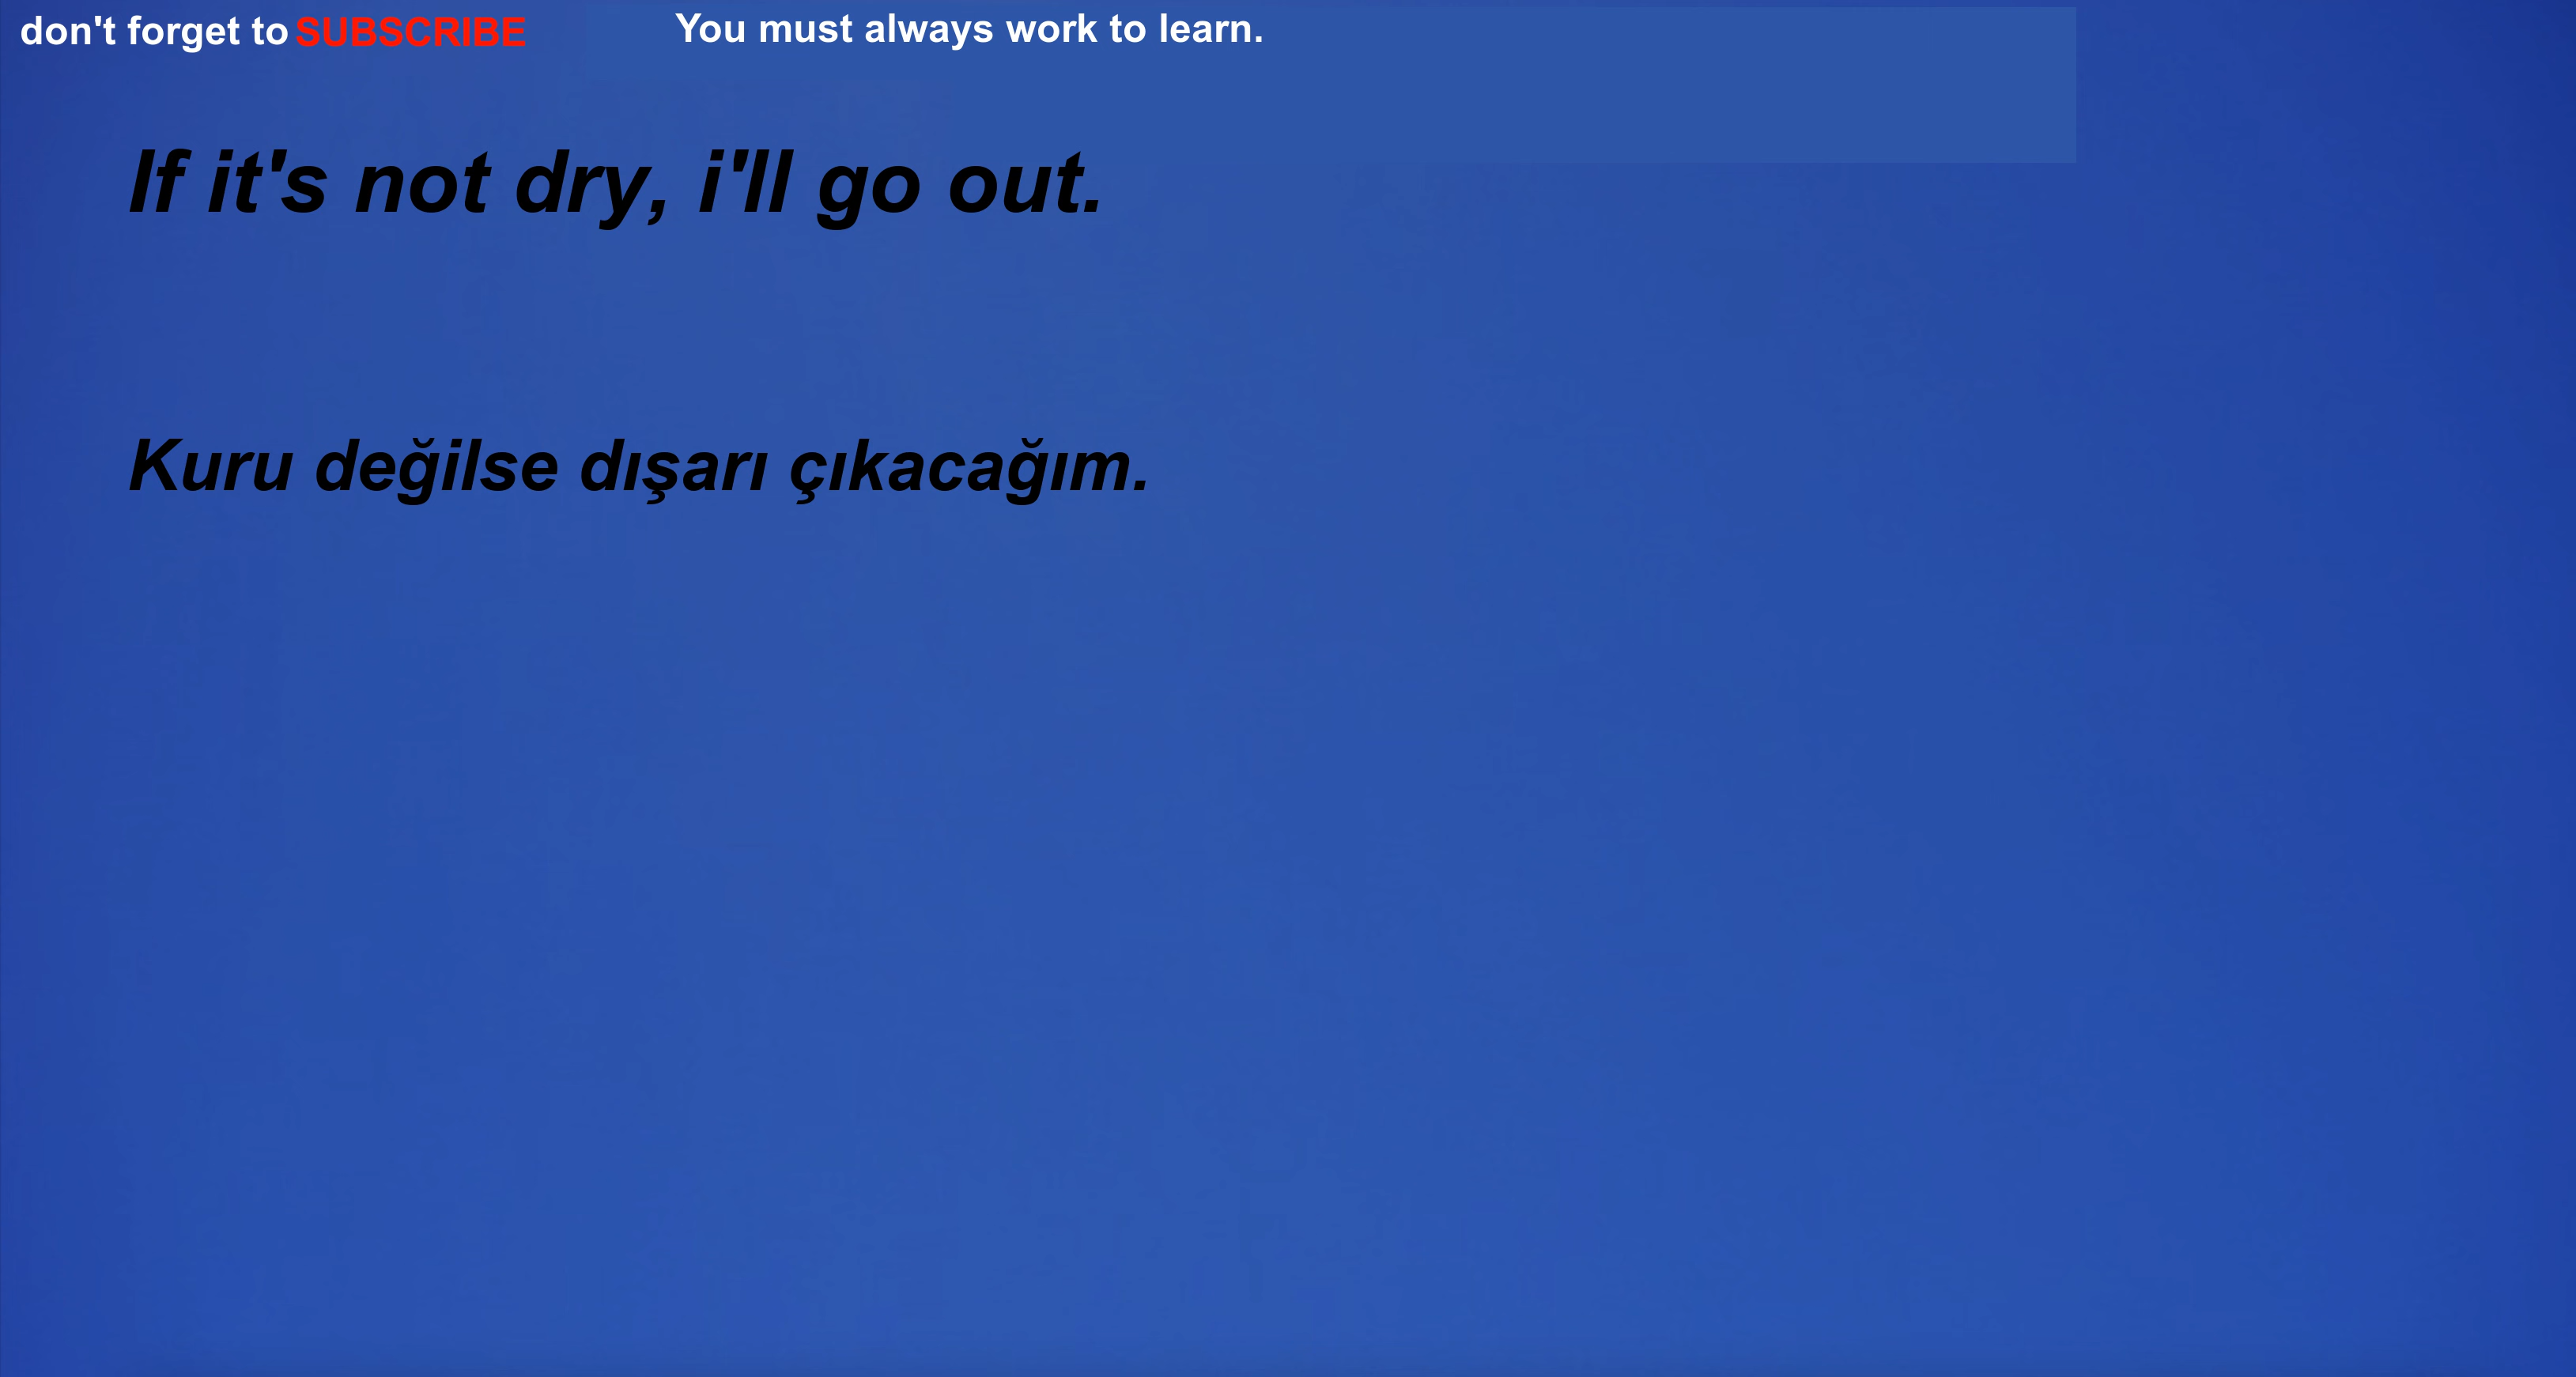 don't forget to SUBSCRIBE
You must always work to learn.
If it's not dry, i'll go out.
Kuru değilse dışarı çıkacağım.